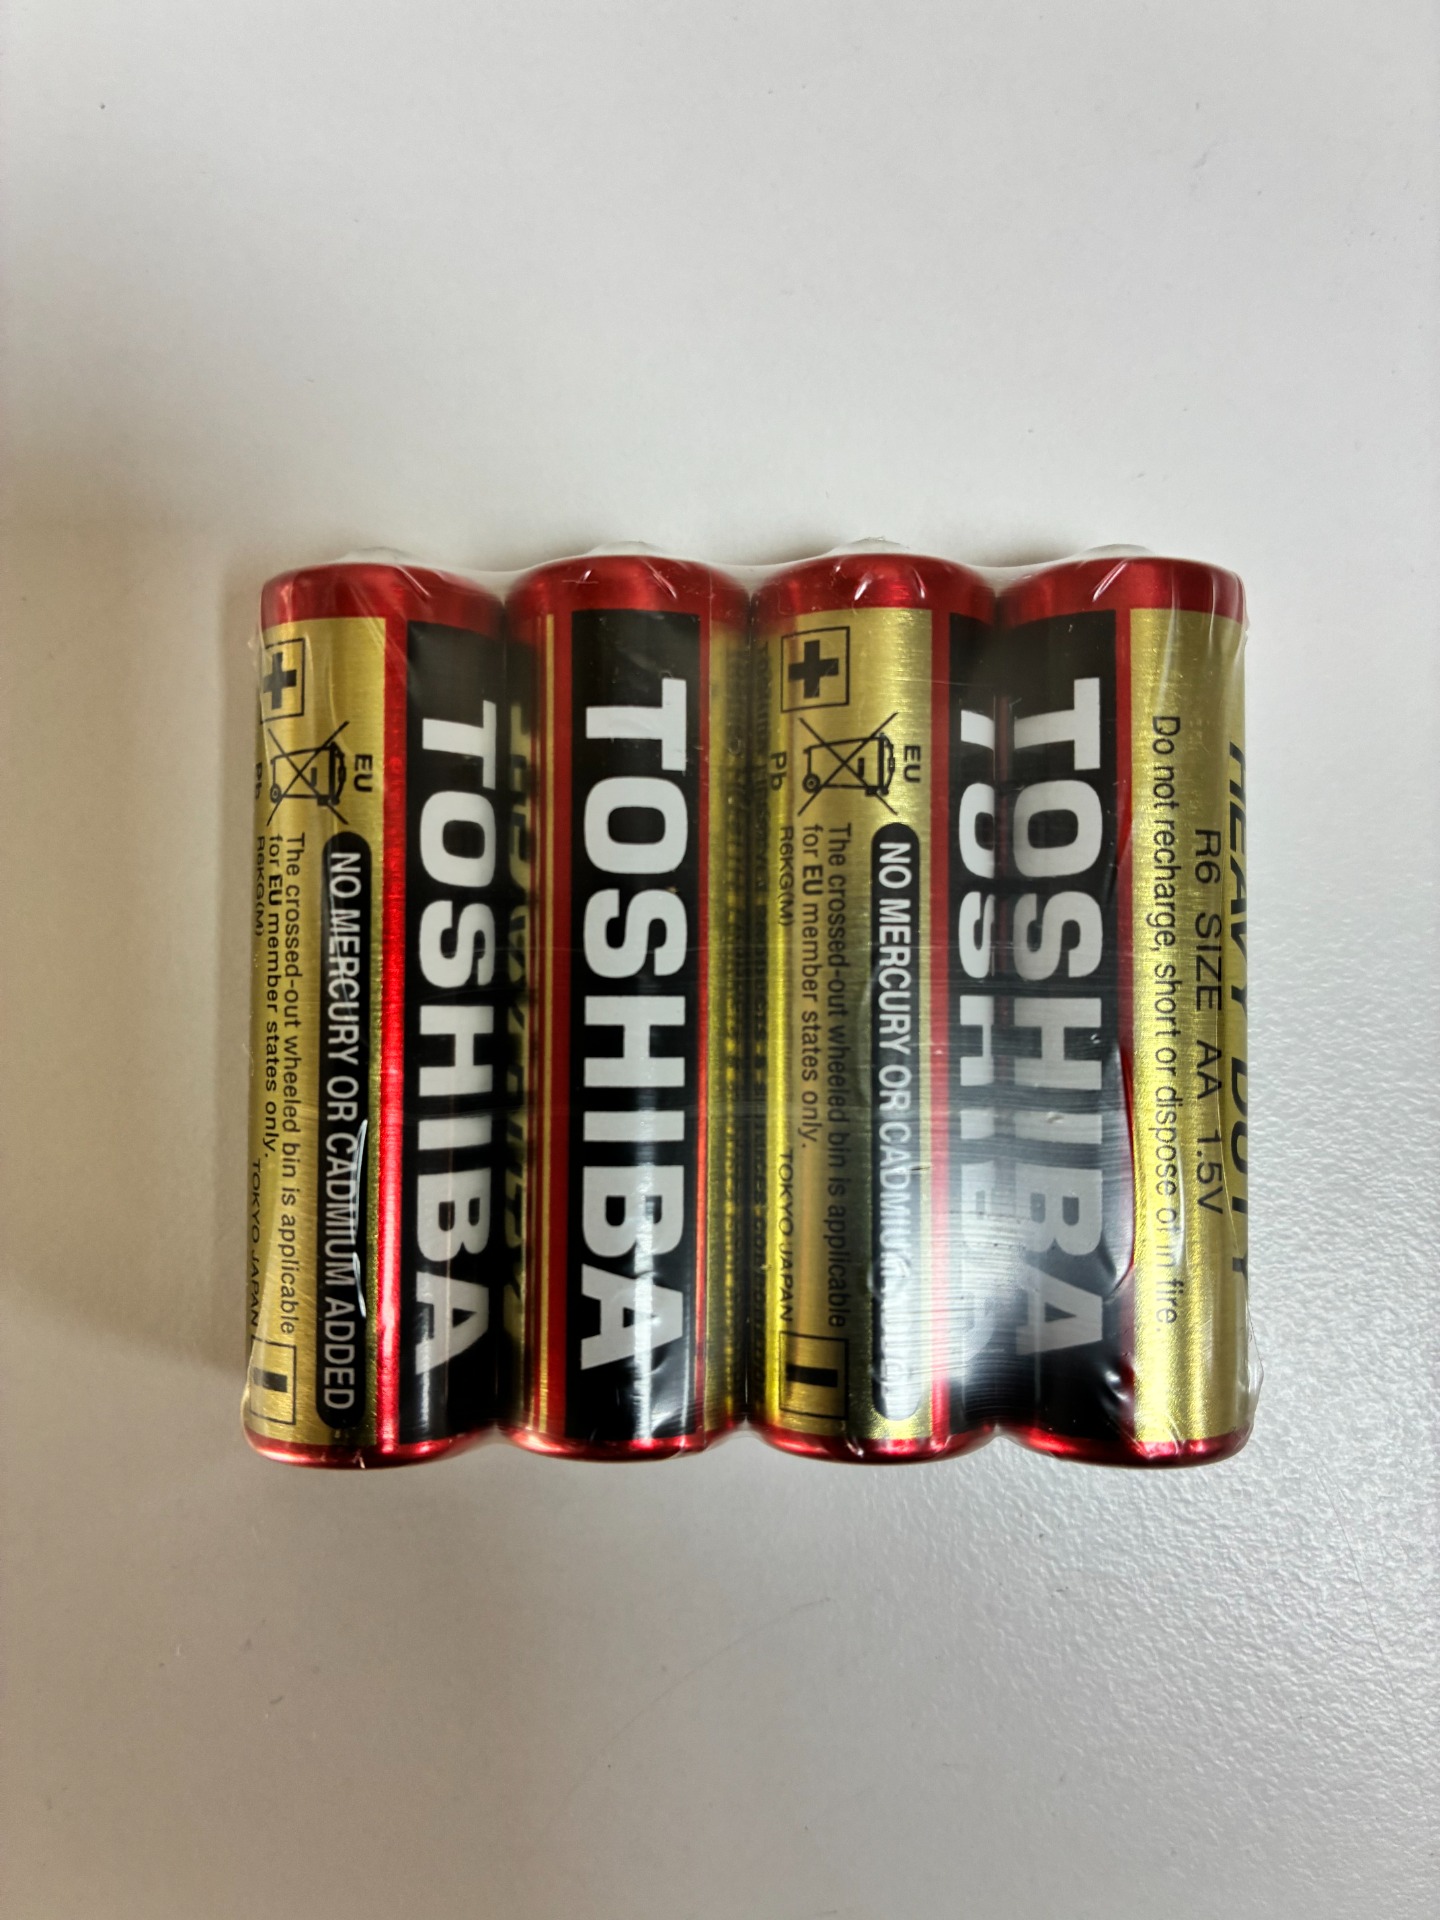 TOSHIBA
NO MERCURY OR CADMIUM ADDED
EU
The crossed-out wheeled bin is applicable
for EU member states only.
Pb
R6KG(M)
TOKYO JAPAN
TOSHIBA
TOSHIBA
NO MERCURY OR CADMIUM
EU
The crossed-out wheeled bin is applicable
for EU member states only.
Pb
R6KG(M)
TOKYO JAPAN
HEAVY DUTY
R6 SIZE AA 1.5V
Do not recharge, short or dispose of in fire.
TOSHIBA